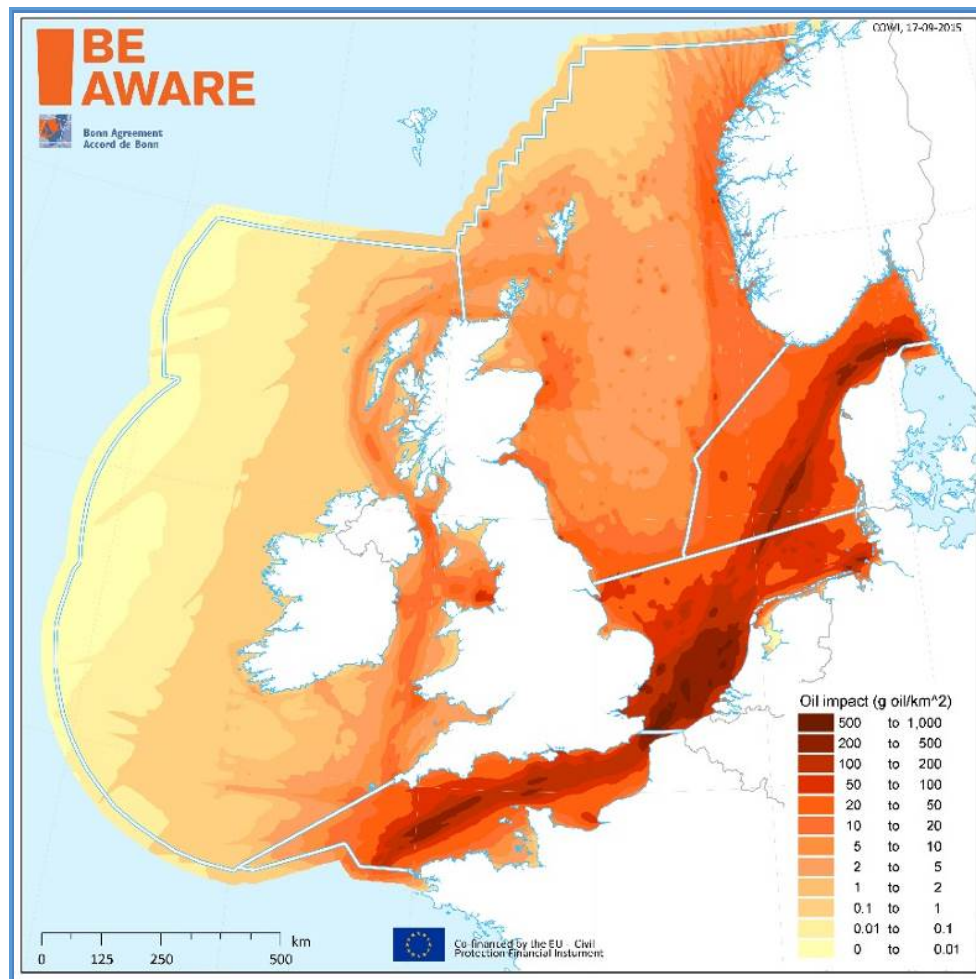 COWI, 17-09-2015
BE
AWARE
Bonn Agreement
Accord de Bonn
Oil impact (g oil/km^2)
500 to 1,000
200 to 500
100 to 200
50 to 100
20 to 50
10 to 20
5 to 10
2 to 5
1 to 2
0.1 to 1
0.01 to 0.1
0 to 0.01
km
0 125 250 500
Co-financed by the EU - Civil
Protection Financial Instument